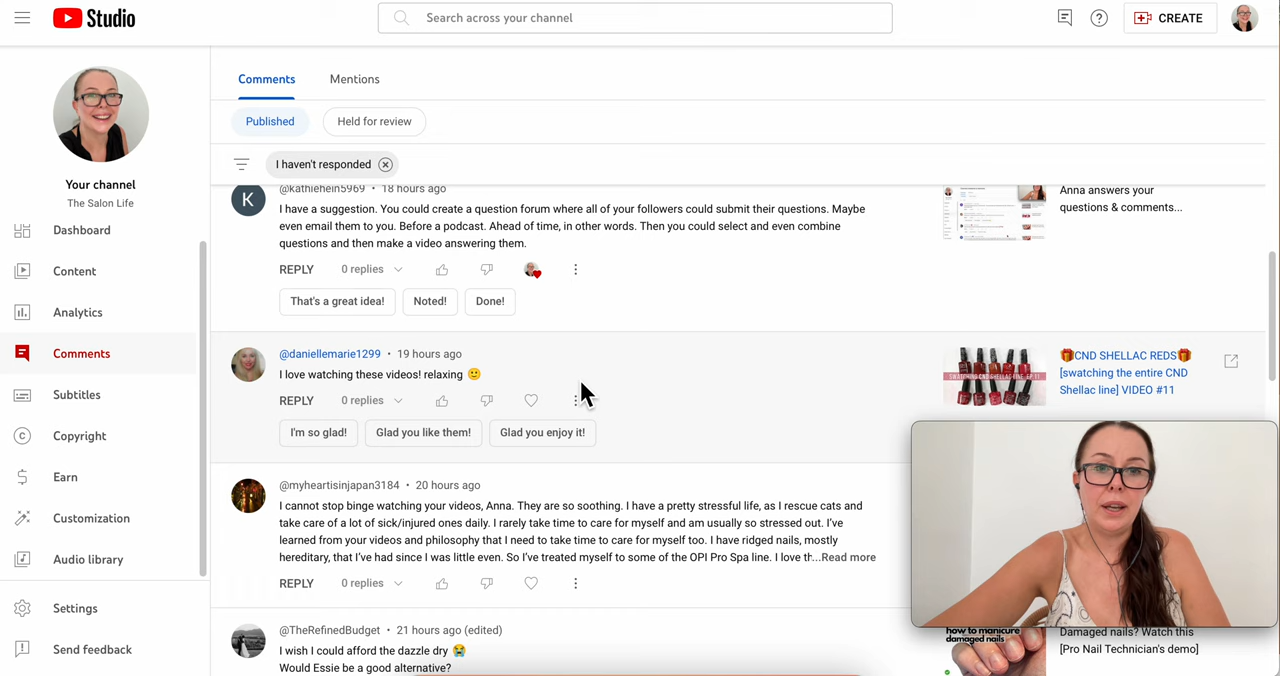 Studio
Search across your channel
CREATE
Your channel
The Salon Life
Dashboard
Content
Analytics
Comments
Subtitles
Copyright
Earn
Customization
Audio library
Settings
Send feedback
Comments
Mentions
Published
Held for review
I haven't responded
@kathiehein5969 • 18 hours ago
I have a suggestion. You could create a question forum where all of your followers could submit their questions. Maybe
even email them to you. Before a podcast. Ahead of time, in other words. Then you could select and even combine
questions and then make a video answering them.
REPLY 0 replies
That's a great idea! Noted! Done!
Anna answers your
questions & comments...
@daniellemarie1299 • 19 hours ago
I love watching these videos! relaxing 🙂
REPLY 0 replies
I'm so glad! Glad you like them! Glad you enjoy it!
SWATCHING CND SHELLAC LINE EP 11
🎁CND SHELLAC REDS🎁
[swatching the entire CND
Shellac line] VIDEO #11
@myheartisinjapan3184 • 20 hours ago
I cannot stop binge watching your videos, Anna. They are so soothing. I have a pretty stressful life, as I rescue cats and
take care of a lot of sick/injured ones daily. I rarely take time to care for myself and am usually so stressed out. I've
learned from your videos and philosophy that I need to take time to care for myself too. I have ridged nails, mostly
hereditary, that I've had since I was little even. So I've treated myself to some of the OPI Pro Spa line. I love th...Read more
REPLY 0 replies
@TheRefinedBudget • 21 hours ago (edited)
I wish I could afford the dazzle dry 😭
Would Essie be a good alternative?
how to manicure
damaged nails
Damaged nails? Watch this
[Pro Nail Technician's demo]